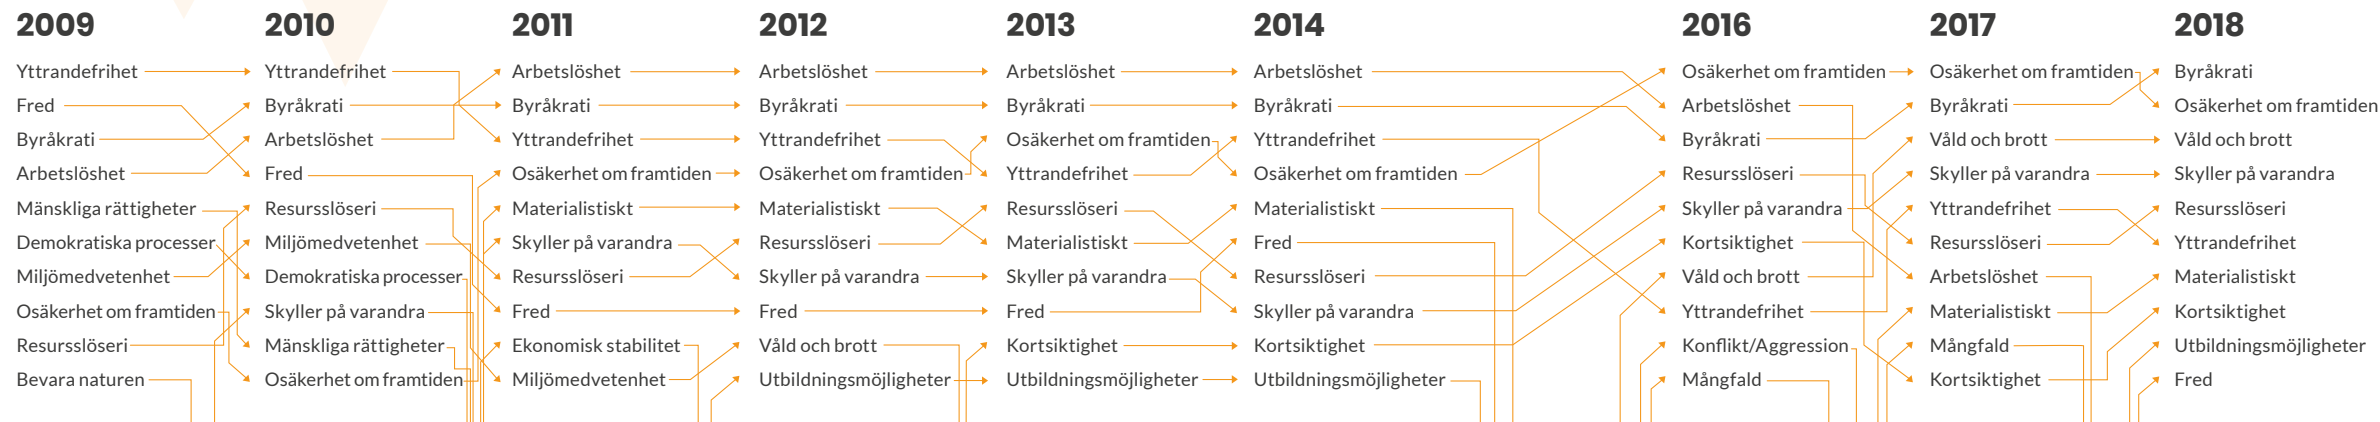 2009
Yttrandefrihet
Fred
Byråkrati
Arbetslöshet
Mänskliga rättigheter
Demokratiska processer
Miljömedvetenhet
Osäkerhet om framtiden
Resursslöseri
Bevara naturen
2010
Yttrandefrihet
Byråkrati
Arbetslöshet
Fred
Resursslöseri
Miljömedvetenhet
Demokratiska processer
Skyller på varandra
Mänskliga rättigheter
Osäkerhet om framtiden
2011
Arbetslöshet
Byråkrati
Yttrandefrihet
Osäkerhet om framtiden
Materialistiskt
Skyller på varandra
Resursslöseri
Fred
Ekonomisk stabilitet
Miljömedvetenhet
2012
Arbetslöshet
Byråkrati
Yttrandefrihet
Osäkerhet om framtiden
Materialistiskt
Resursslöseri
Skyller på varandra
Fred
Våld och brott
Utbildningsmöjligheter
2013
Arbetslöshet
Byråkrati
Osäkerhet om framtiden
Yttrandefrihet
Resursslöseri
Materialistiskt
Skyller på varandra
Fred
Kortsiktighet
Utbildningsmöjligheter
2014
Arbetslöshet
Byråkrati
Yttrandefrihet
Osäkerhet om framtiden
Materialistiskt
Fred
Resursslöseri
Skyller på varandra
Kortsiktighet
Utbildningsmöjligheter
2016
Osäkerhet om framtiden
Arbetslöshet
Byråkrati
Resursslöseri
Skyller på varandra
Kortsiktighet
Våld och brott
Yttrandefrihet
Konflikt/Aggression
Mångfald
2017
Osäkerhet om framtiden
Byråkrati
Våld och brott
Skyller på varandra
Yttrandefrihet
Resursslöseri
Arbetslöshet
Materialistiskt
Mångfald
Kortsiktighet
2018
Byråkrati
Osäkerhet om framtiden
Våld och brott
Skyller på varandra
Resursslöseri
Yttrandefrihet
Materialistiskt
Kortsiktighet
Utbildningsmöjligheter
Fred